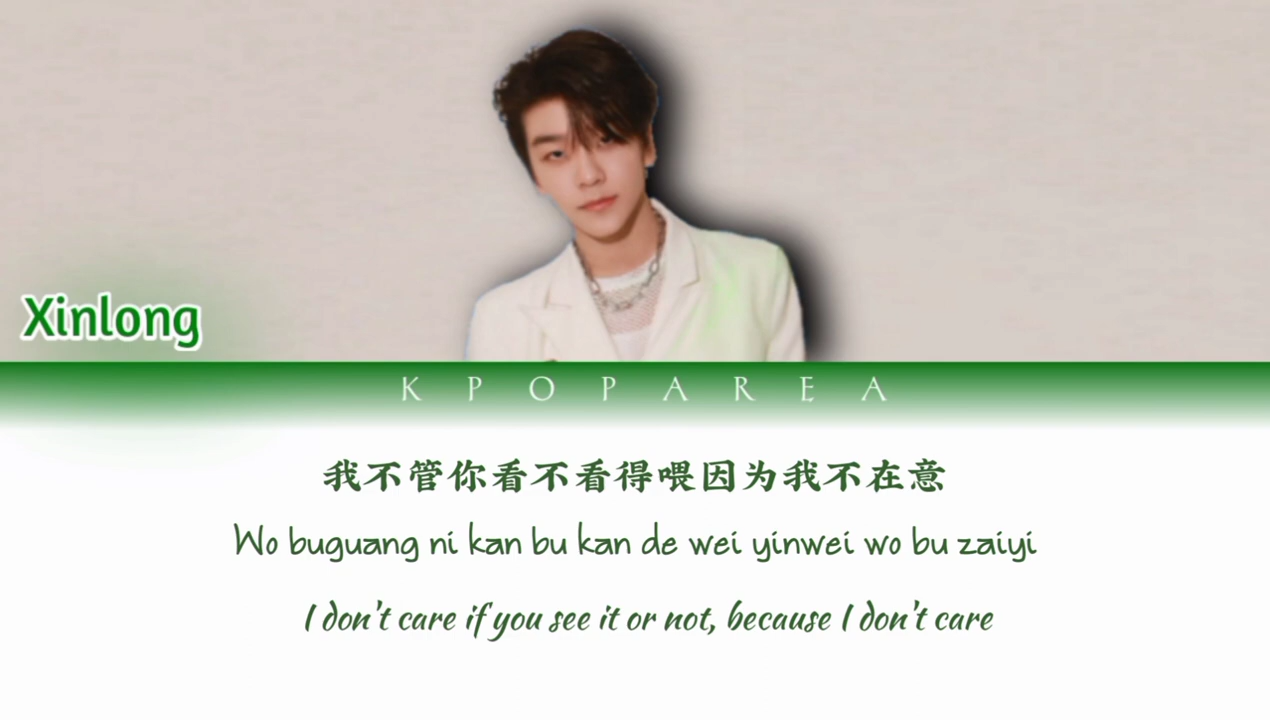 Xinlong
KPOPAREA
我不管你看不看得喂因为我不在意
Wo buguang ni kan bu kan de wei yinwei wo bu zaiyi
I don't care if you see it or not, because I don't care